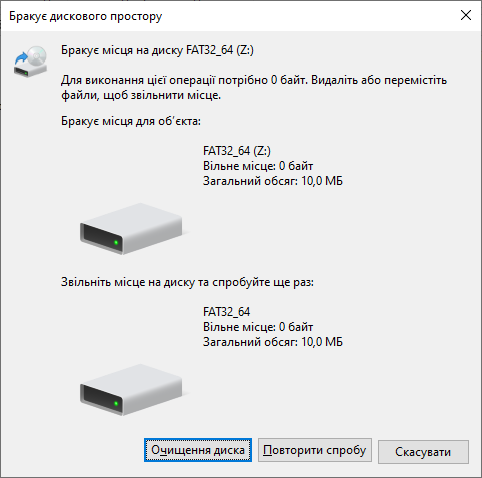 Бракує дискового простору
Бракує місця на диску FAT32_64 (Z:)
Для виконання цієї операції потрібно 0 байт. Видаліть або перемістіть
файли, щоб звільнити місце.
Бракує місця для об’єкта:
FAT32_64 (Z:)
Вільне місце: 0 байт
Загальний обсяг: 10,0 МБ
Звільніть місце на диску та спробуйте ще раз:
FAT32_64
Вільне місце: 0 байт
Загальний обсяг: 10,0 МБ
Очищення диска
Повторити спробу
Скасувати